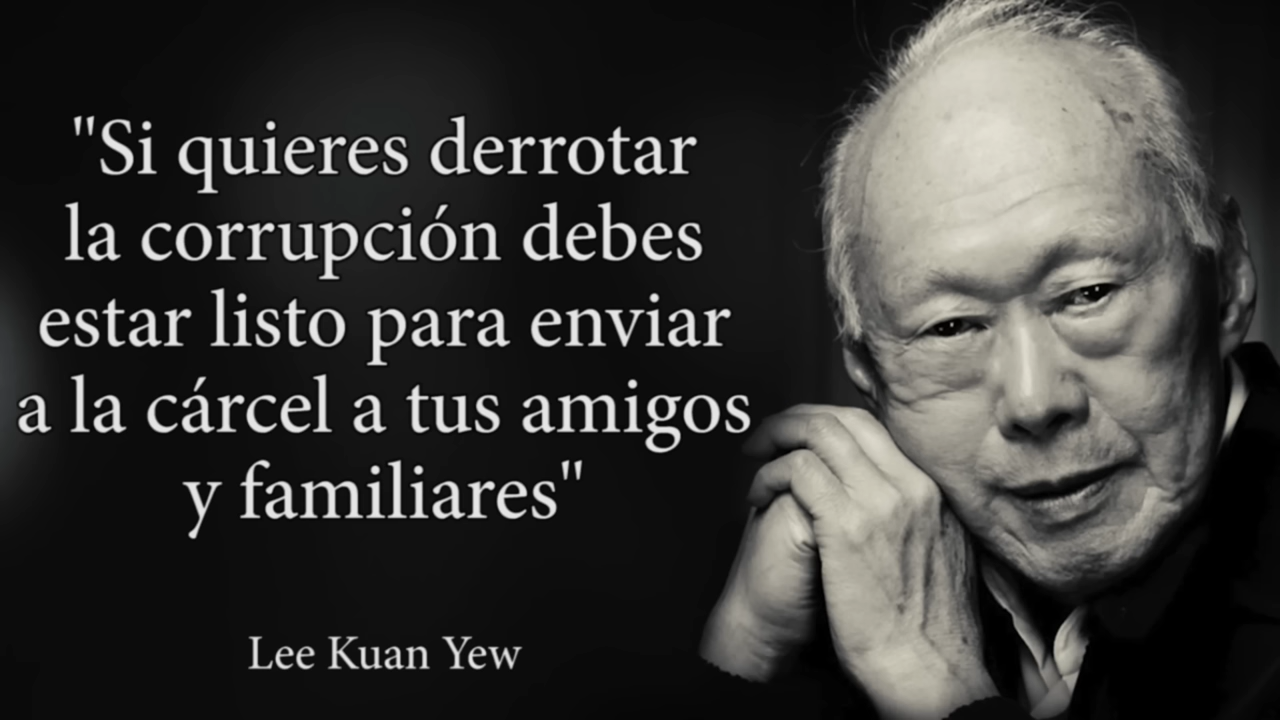 "Si quieres derrotar
la corrupción debes
estar listo para enviar
a la cárcel a tus amigos
y familiares"
Lee Kuan Yew